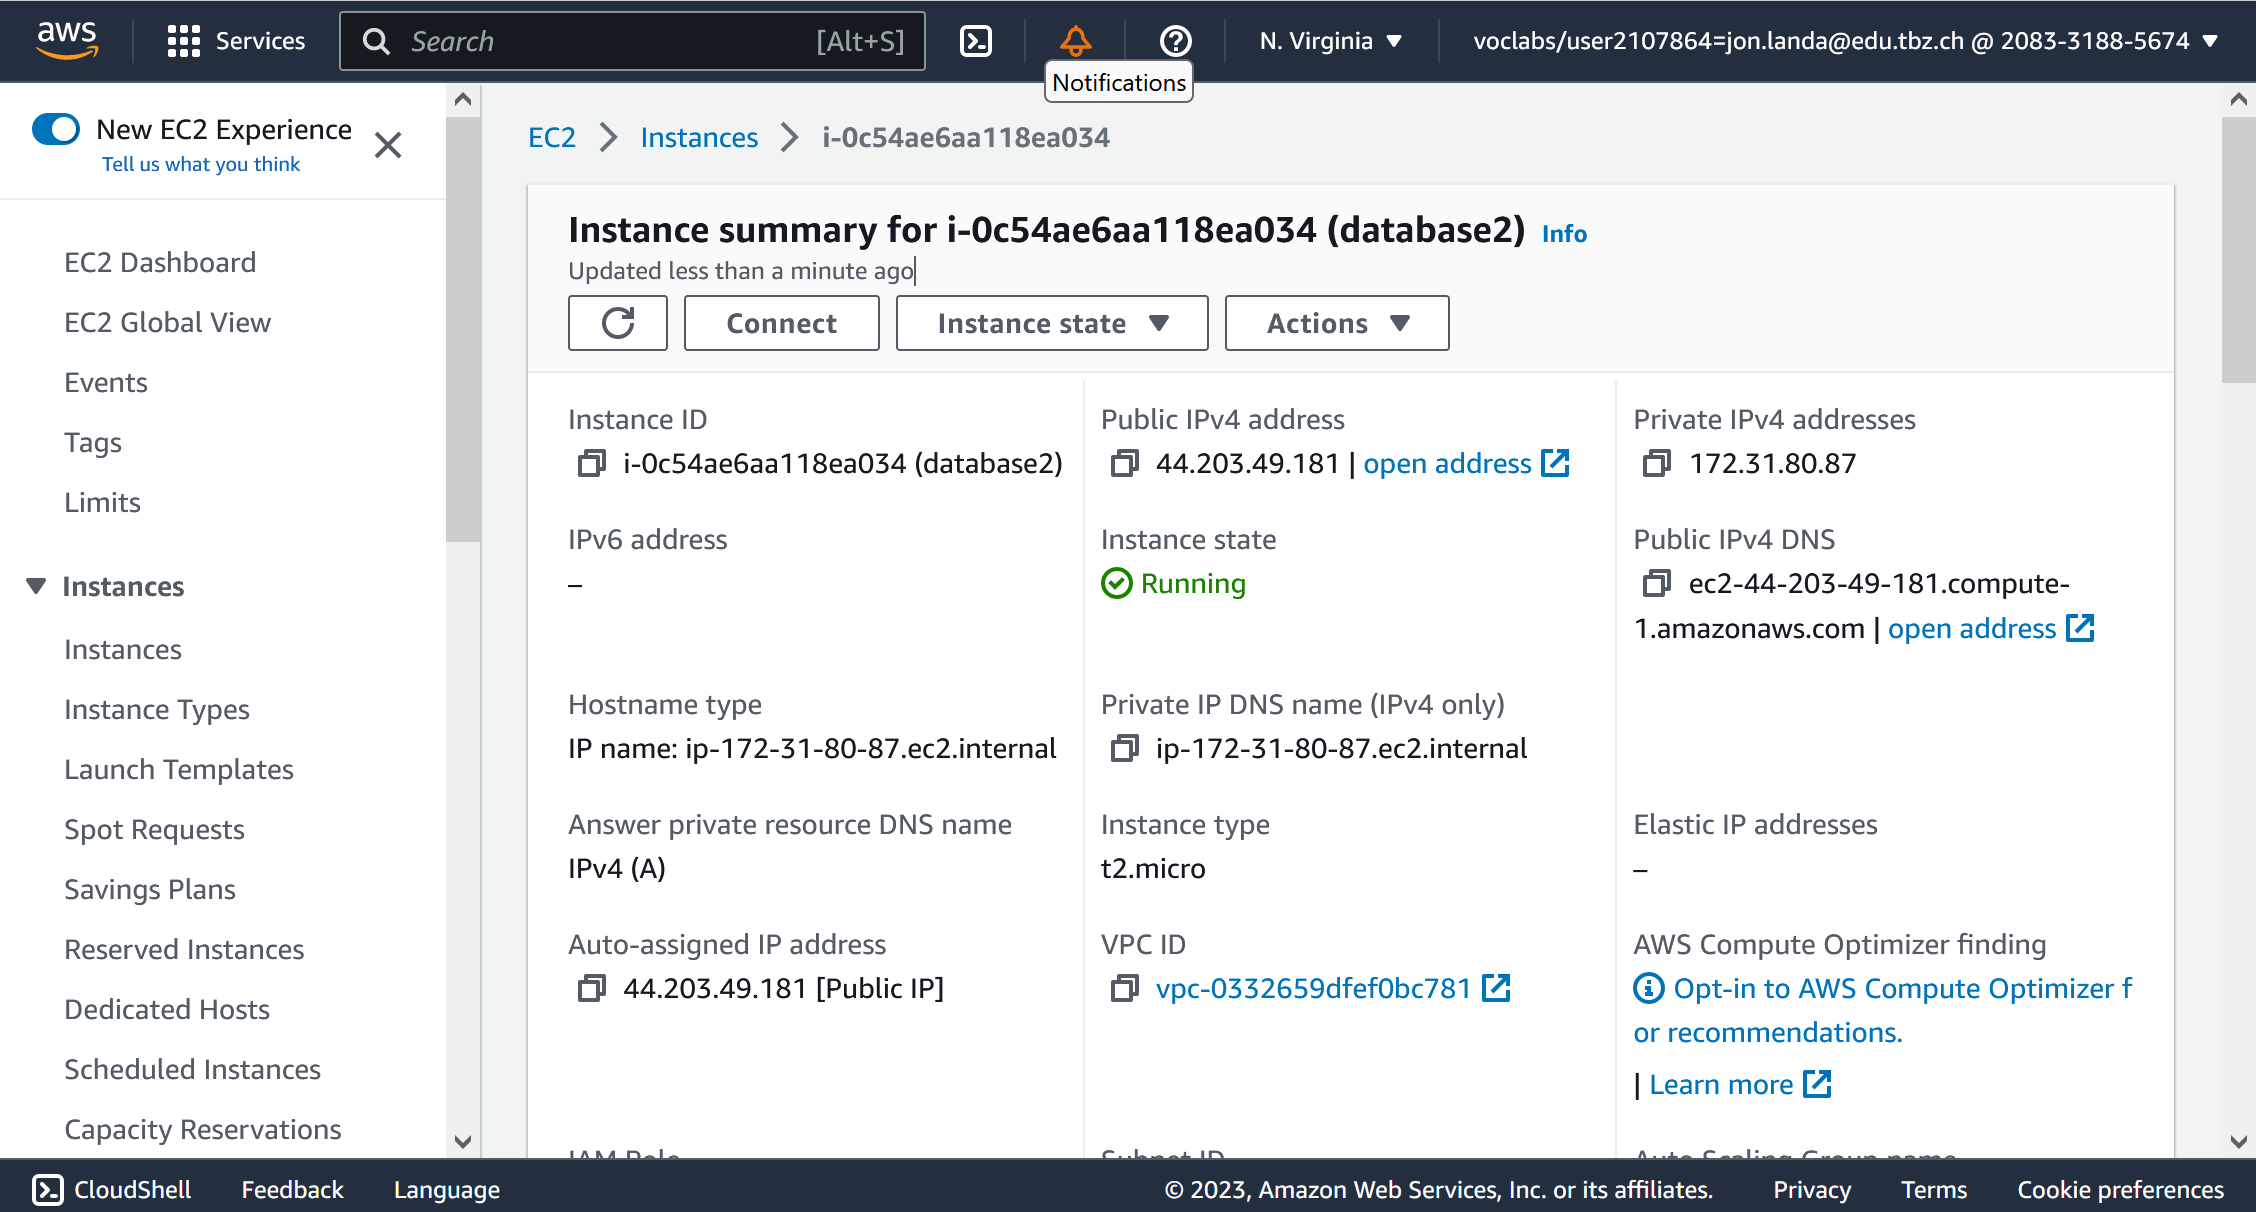 aws
Services
Search
[Alt+S]
N. Virginia
voclabs/user2107864=jon.landa@edu.tbz.ch @ 2083-3188-5674
Notifications
New EC2 Experience
Tell us what you think
EC2 Dashboard
EC2 Global View
Events
Tags
Limits
Instances
Instances
Instance Types
Launch Templates
Spot Requests
Savings Plans
Reserved Instances
Dedicated Hosts
Scheduled Instances
Capacity Reservations
EC2 > Instances > i-0c54ae6aa118ea034
Instance summary for i-0c54ae6aa118ea034 (database2) Info
Updated less than a minute ago
Connect
Instance state
Actions
Instance ID
i-0c54ae6aa118ea034 (database2)
Public IPv4 address
44.203.49.181 | open address
Private IPv4 addresses
172.31.80.87
IPv6 address
–
Instance state
Running
Public IPv4 DNS
ec2-44-203-49-181.compute-
1.amazonaws.com | open address
Hostname type
IP name: ip-172-31-80-87.ec2.internal
Private IP DNS name (IPv4 only)
ip-172-31-80-87.ec2.internal
Answer private resource DNS name
IPv4 (A)
Instance type
t2.micro
Elastic IP addresses
–
Auto-assigned IP address
44.203.49.181 [Public IP]
VPC ID
vpc-0332659dfef0bc781
AWS Compute Optimizer finding
Opt-in to AWS Compute Optimizer f
or recommendations.
| Learn more
IAM Role
Subnet ID
Auto Scaling Group name
CloudShell
Feedback
Language
© 2023, Amazon Web Services, Inc. or its affiliates.
Privacy
Terms
Cookie preferences